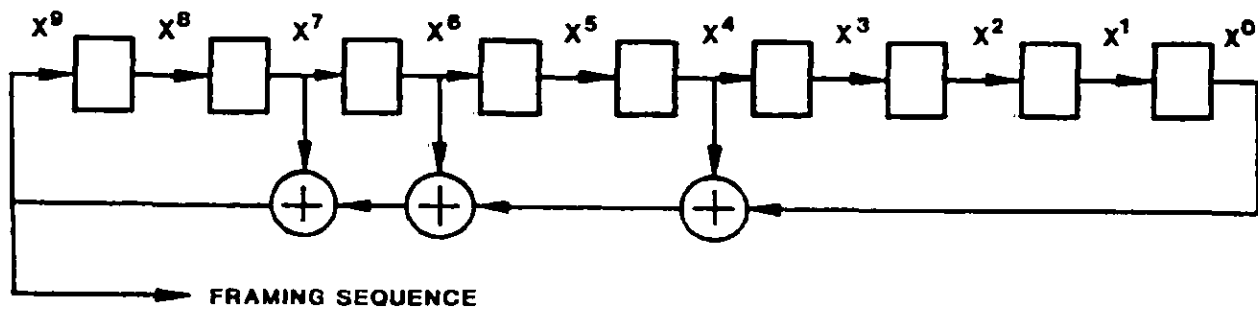 X⁹ X⁸ X⁷ X⁶ X⁵ X⁴ X³ X² X¹ X⁰
FRAMING SEQUENCE